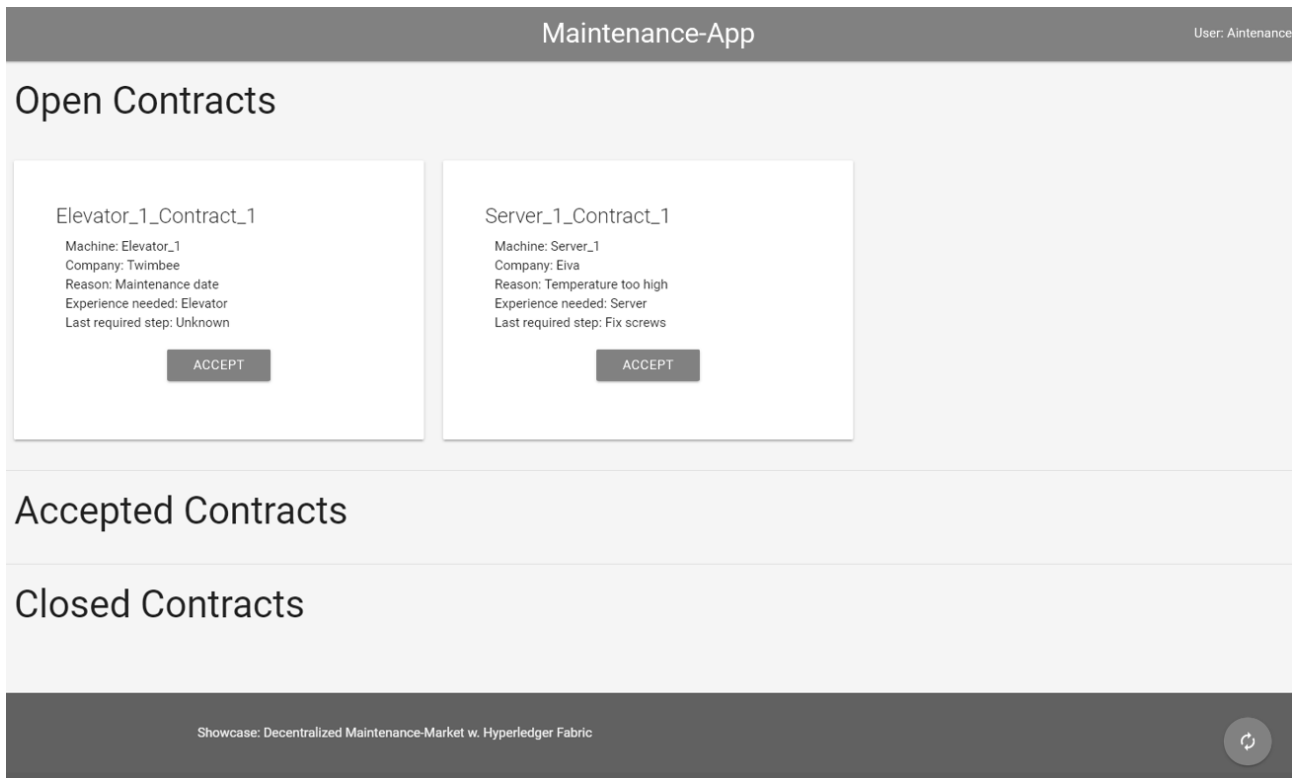 Maintenance-App
User: Aintenance
Open Contracts
Elevator_1_Contract_1
Machine: Elevator_1
Company: Twimbee
Reason: Maintenance date
Experience needed: Elevator
Last required step: Unknown
ACCEPT
Server_1_Contract_1
Machine: Server_1
Company: Eiva
Reason: Temperature too high
Experience needed: Server
Last required step: Fix screws
ACCEPT
Accepted Contracts
Closed Contracts
Showcase: Decentralized Maintenance-Market w. Hyperledger Fabric